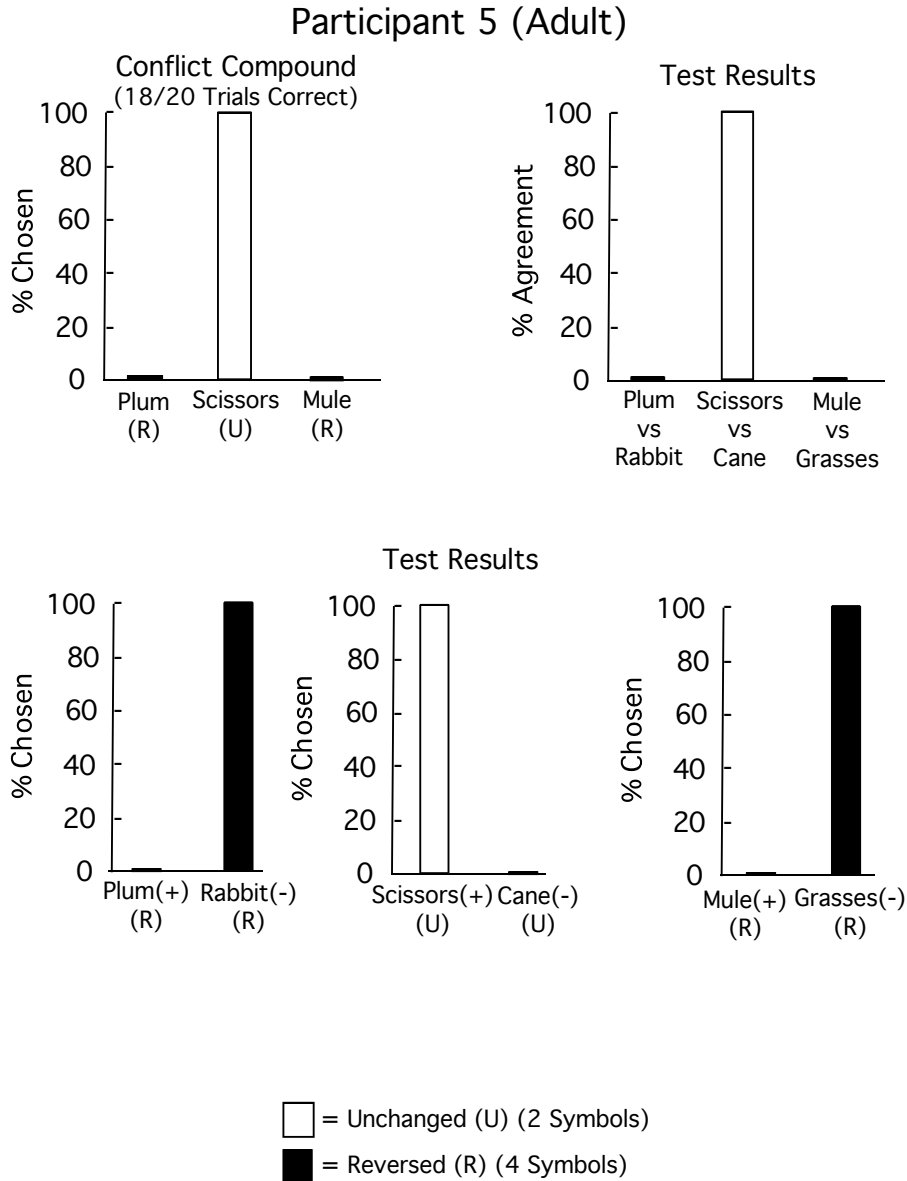 Participant 5 (Adult)
Conflict Compound
(18/20 Trials Correct)
% Chosen
100
80
60
40
20
0
Plum
(R)
Scissors
(U)
Mule
(R)
Test Results
% Agreement
100
80
60
40
20
0
Plum
vs
Rabbit
Scissors
vs
Cane
Mule
vs
Grasses
Test Results
% Chosen
100
80
60
40
20
0
Plum(+)
(R)
Rabbit(-)
(R)
% Chosen
100
80
60
40
20
0
Scissors(+)
(U)
Cane(-)
(U)
% Chosen
100
80
60
40
20
0
Mule(+)
(R)
Grasses(-)
(R)
= Unchanged (U) (2 Symbols)
= Reversed (R) (4 Symbols)